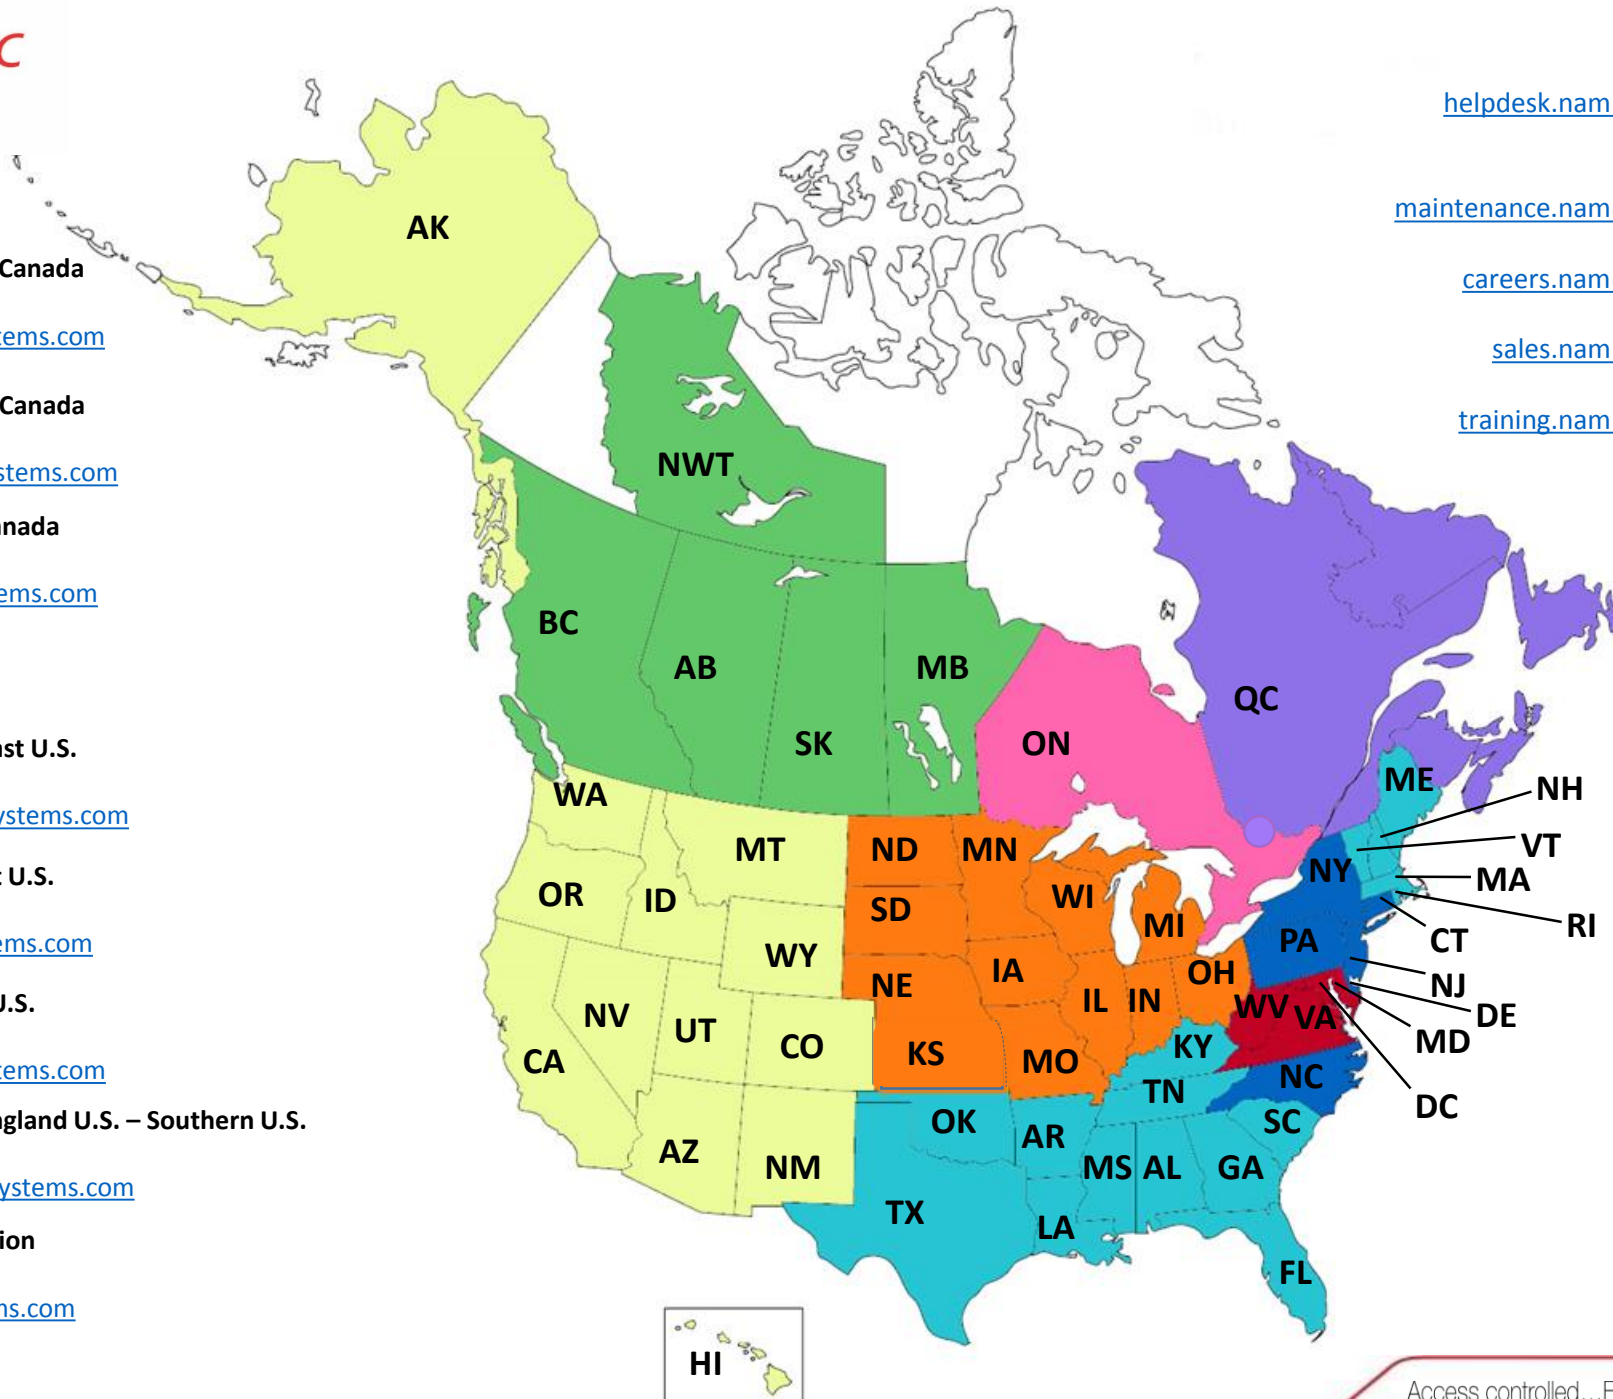 C
Canada
tems.com
Canada
stems.com
nada
ems.com
ast U.S.
ystems.com
t U.S.
ems.com
U.S.
tems.com
ngland U.S. – Southern U.S.
ystems.com
ion
ms.com
helpdesk.nam
maintenance.nam
careers.nam
sales.nam
training.nam
AK
NWT
BC
AB
SK
MB
ON
QC
WA
OR
ID
MT
WY
NV
UT
CO
CA
AZ
NM
HI
ND
SD
NE
KS
MN
IA
MO
WI
IL
IN
MI
OH
KY
TN
OK
AR
TX
LA
MS
AL
GA
FL
SC
NC
WV
VA
PA
NY
ME
NH
VT
MA
RI
CT
NJ
DE
MD
DC
Access controlled...